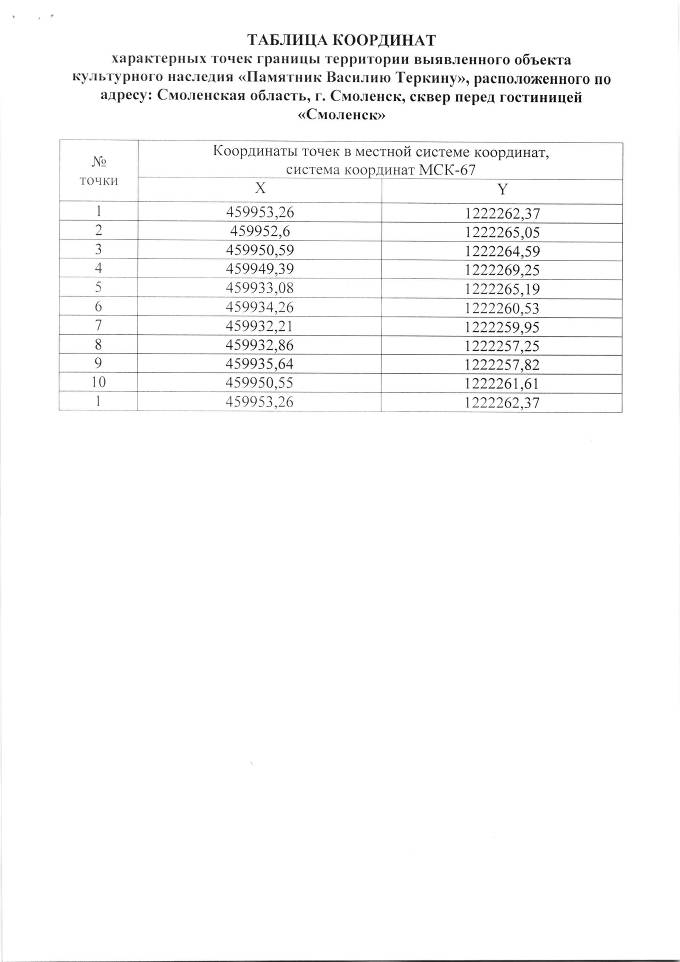 ТАБЛИЦА КООРДИНАТ
характерных точек границы территории выявленного объекта
культурного наследия «Памятник Василию Теркину», расположенного по
адресу: Смоленская область, г. Смоленск, сквер перед гостиницей
«Смоленск»
№ точки
Координаты точек в местной системе координат,
система координат МСК-67
X Y
1 459953,26 1222262,37
2 459952,6 1222265,05
3 459950,59 1222264,59
4 459949,39 1222269,25
5 459933,08 1222265,19
6 459934,26 1222260,53
7 459932,21 1222259,95
8 459932,86 1222257,25
9 459935,64 1222257,82
10 459950,55 1222261,61
1 459953,26 1222262,37